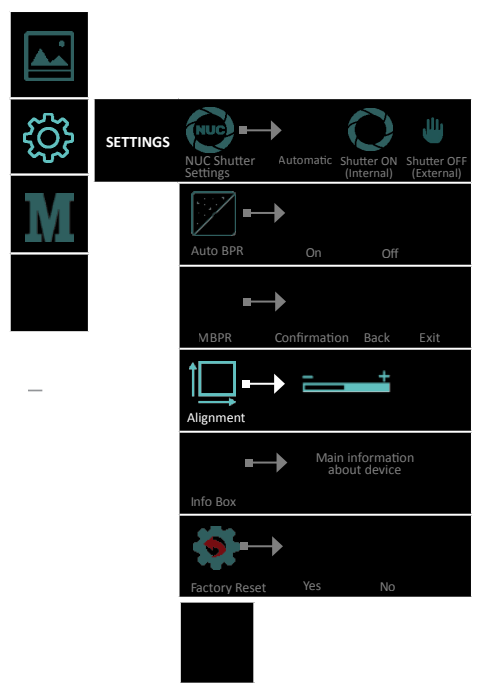 SETTINGS
NUC
NUC Shutter
Settings
Automatic
Shutter ON
(Internal)
Shutter OFF
(External)
M
Auto BPR
On
Off
MBPR
Confirmation
Back
Exit
Alignment
- +
Info Box
Main information
about device
Factory Reset
Yes
No